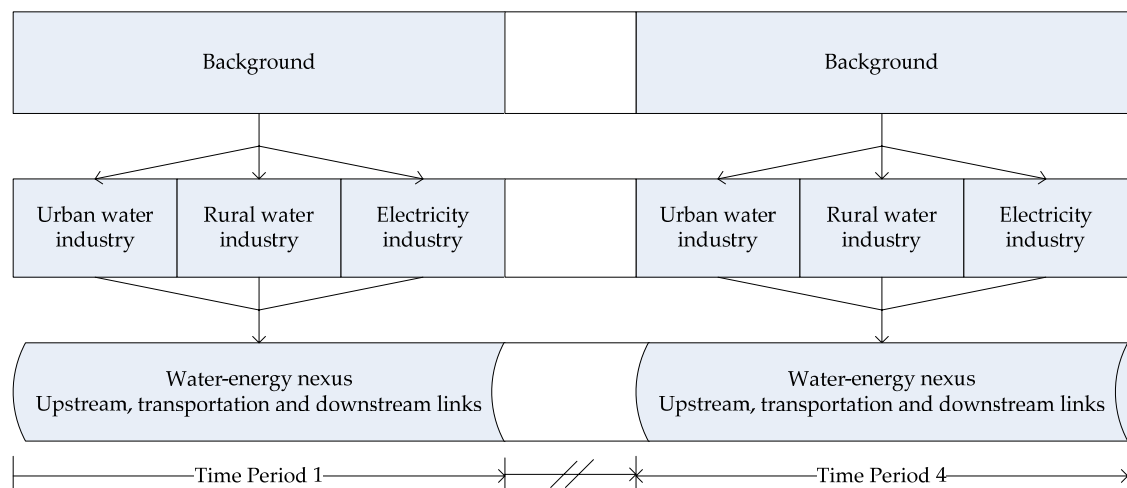 Background
Background
Urban water
industry
Rural water
industry
Electricity
industry
Urban water
industry
Rural water
industry
Electricity
industry
Water-energy nexus
Upstream, transportation and downstream links
Water-energy nexus
Upstream, transportation and downstream links
Time Period 1
Time Period 4